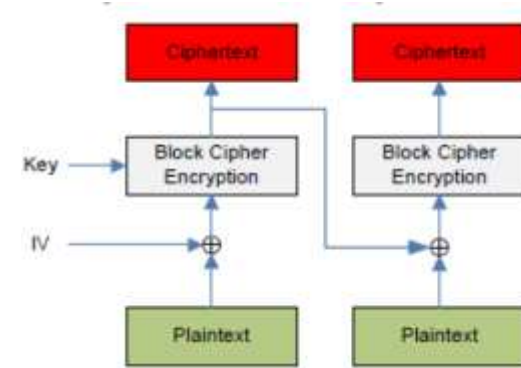 Ciphertext
Ciphertext
Key
Block Cipher
Encryption
Block Cipher
Encryption
IV
Plaintext
Plaintext